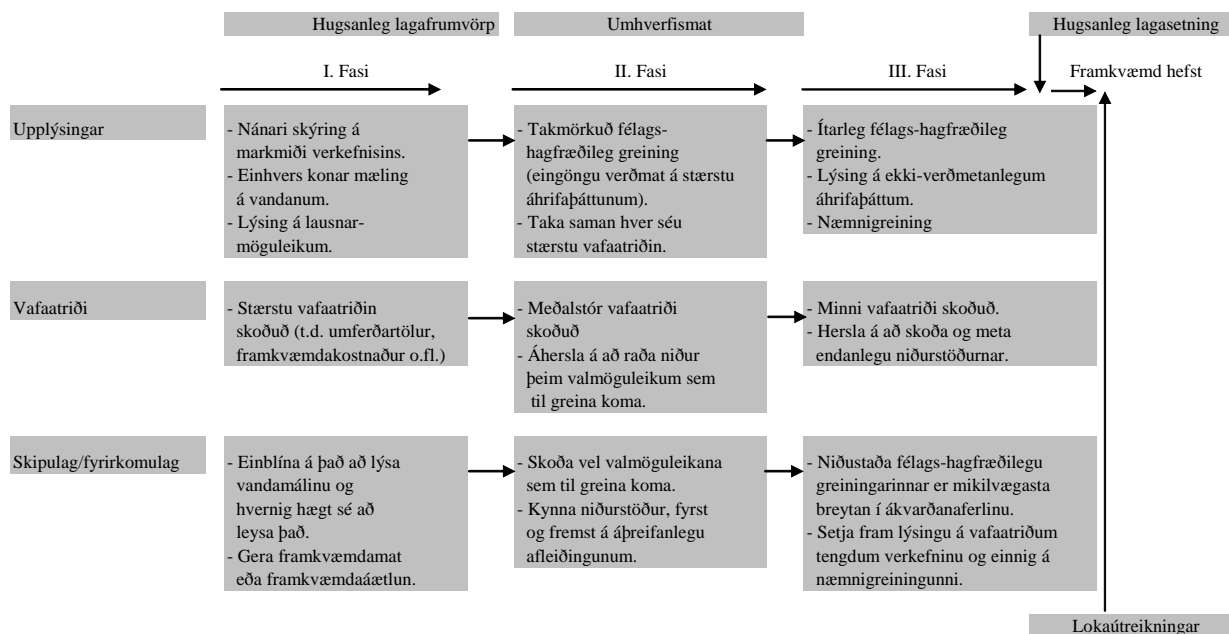 Hugsanleg lagafrumvörp
Umhverfismat
Hugsanleg lagasetning
I. Fasi
II. Fasi
III. Fasi
Framkvæmd hefst
Upplýsingar
- Nánari skýring á
markmiði verkefnisins.
- Einhvers konar mæling
á vandanum.
- Lýsing á lausnar-
möguleikum.
- Takmörkuð félags-
hagfræðileg greining
(eingöngu verðmat á stærstu
áhrifaþáttunum).
- Taka saman hver séu
stærstu vafaatriðin.
- Ítarleg félags-hagfræðileg
greining.
- Lýsing á ekki-verðmetanlegum
áhrifaþáttum.
- Næmnigreining
Vafaatriði
- Stærstu vafaatriðin
skoðuð (t.d. umferðartölur,
framkvæmdakostnaður o.fl.)
- Meðalstór vafaatriði
skoðuð
- Áhersla á að raða niður
þeim valmöguleikum sem
til greina koma.
- Minni vafaatriði skoðuð.
- Hersla á að skoða og meta
endanlegu niðurstöðurnar.
Skipulag/fyrirkomulag
- Einblína á það að lýsa
vandamálinu og
hvernig hægt sé að
leysa það.
- Gera framkvæmdamat
eða framkvæmdaáætlun.
- Skoða vel valmöguleikana
sem til greina koma.
- Kynna niðurstöður, fyrst
og fremst á áþreifanlegu
afleiðingunum.
- Niðustaða félags-hagfræðilegu
greiningarinnar er mikilvægasta
breytan í ákvarðanaferlinu.
- Setja fram lýsingu á vafaatriðum
tengdum verkefninu og einnig á
næmnigreiningunni.
Lokaútreikningar